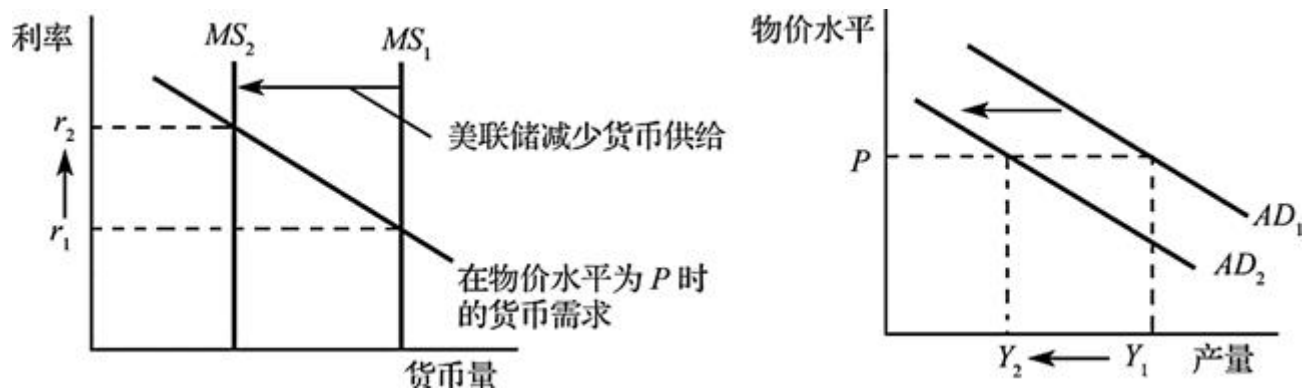 利率
MS₂
MS₁
r₂
美联储减少货币供给
r₁
在物价水平为 P 时
的货币需求
货币量
物价水平
P
AD₁
AD₂
Y₂
Y₁
产量